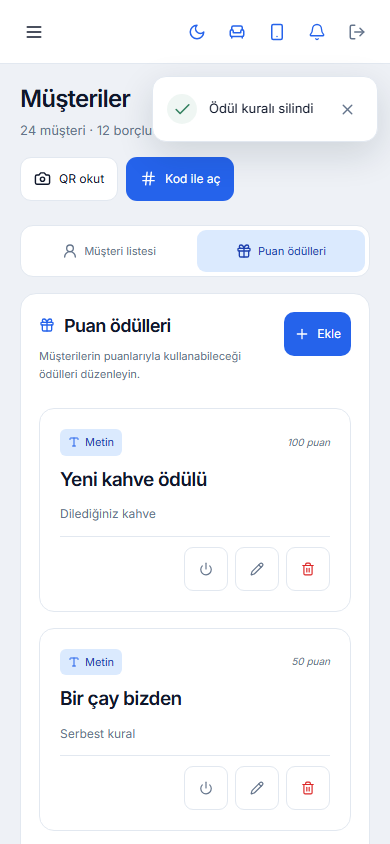 Müşteriler
Ödül kuralı silindi
24 müşteri · 12 borçlu
QR okut
Kod ile aç
Müşteri listesi
Puan ödülleri
Puan ödülleri
Ekle
Müşterilerin puanlarıyla kullanabileceği
ödülleri düzenleyin.
Metin
100 puan
Yeni kahve ödülü
Dilediğiniz kahve
Metin
50 puan
Bir çay bizden
Serbest kural